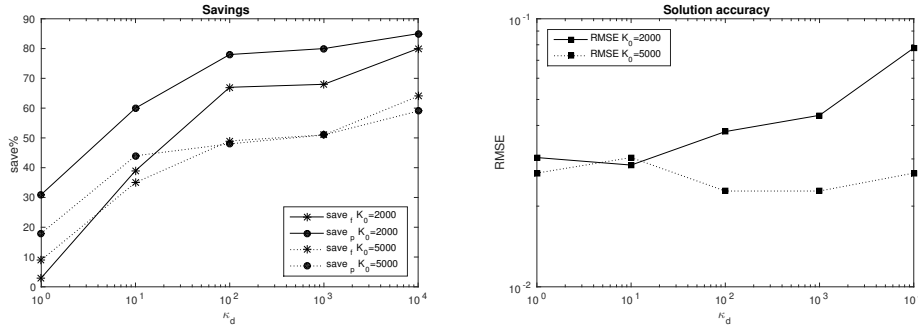 Savings
90
80
70
60
50
40
30
20
10
0
save%
10^0
10^1
10^2
10^3
10^4
κ_d
save_f K_0=2000
save_p K_0=2000
save_f K_0=5000
save_p K_0=5000
Solution accuracy
10^-1
10^-2
RMSE
RMSE K_0=2000
RMSE K_0=5000
10^0
10^1
10^2
10^3
10
κ_d